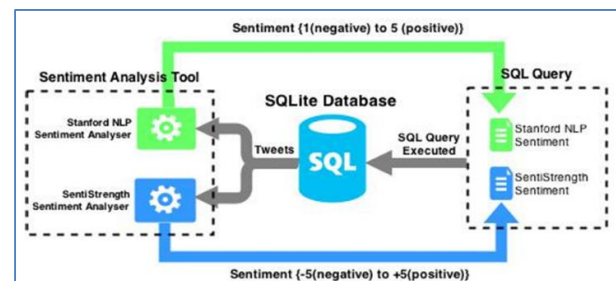 Sentiment {1(negative) to 5 (positive)}
Sentiment Analysis Tool
SQL Query
Stanford NLP
Sentiment Analyser
SQLite Database
Stanford NLP
Sentiment
Tweets
SQL
SQL Query
Executed
SentiStrength
Sentiment Analyser
SentiStrength
Sentiment
Sentiment {-5(negative) to +5(positive)}